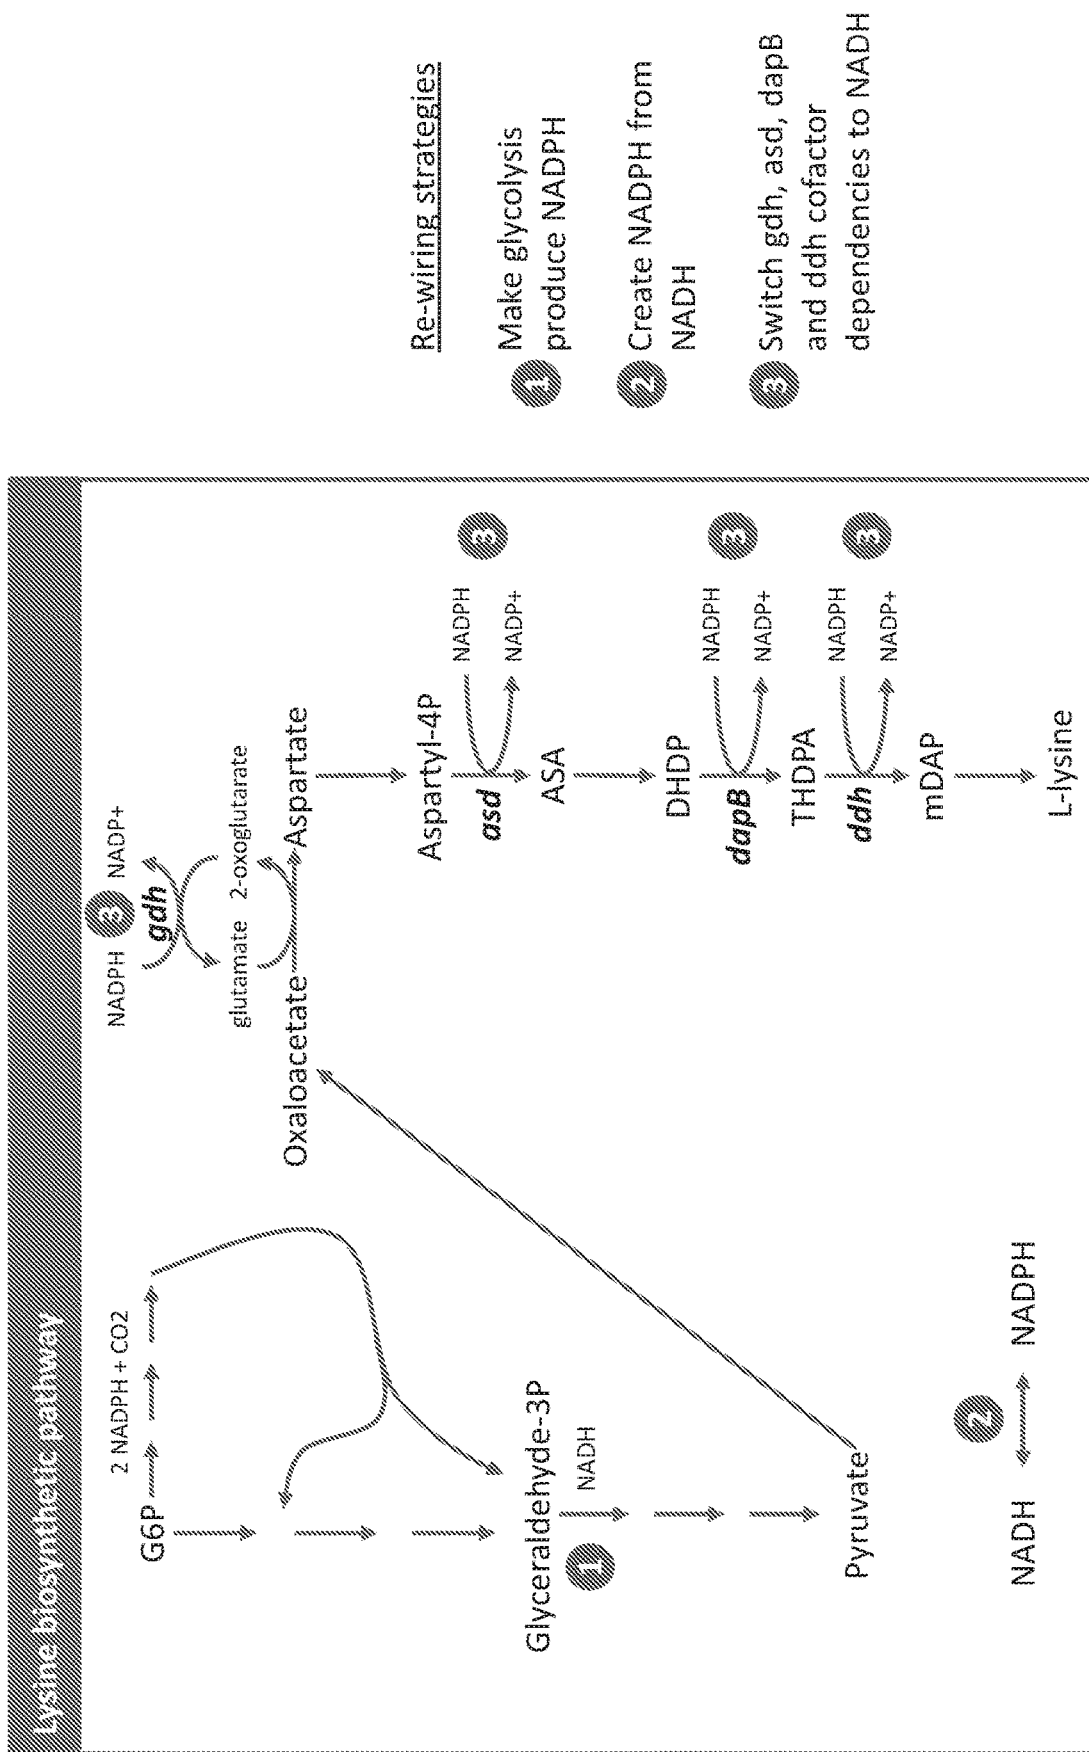 Lysine biosynthetic pathway
2 NADPH + CO2
G6P
Glyceraldehyde-3P
NADH
1
Pyruvate
NADH
2
NADPH
NADPH
3
NADP+
gdh
glutamate
2-oxoglutarate
Oxaloacetate
Aspartate
Aspartyl-4P
asd
NADPH
NADP+
3
ASA
DHDP
dapB
NADPH
NADP+
3
THDPA
ddh
NADPH
NADP+
3
mDAP
L-lysine
Re-wiring strategies
1 Make glycolysis
produce NADPH
2 Create NADPH from
NADH
3 Switch gdh, asd, dapB
and ddh cofactor
dependencies to NADH